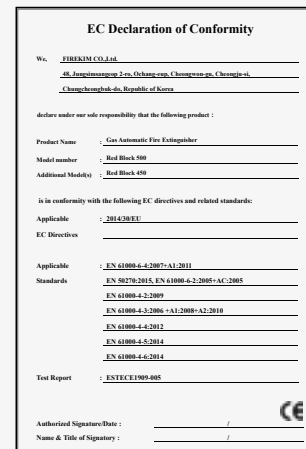 EC Declaration of Conformity
We, FIREKIM CO.,Ltd.
48, Jungsimsangeop 2-ro, Ochang-eup, Cheongwon-gu, Cheongju-si,
Chungcheongbuk-do, Republic of Korea
declare under our sole responsibility that the following product :
Product Name : Gas Automatic Fire Extinguisher
Model number : Red Block 500
Additional Model(s) : Red Block 450
is in conformity with the following EC directives and related standards:
Applicable : 2014/30/EU
EC Directives
Applicable : EN 61000-6-4:2007+A1:2011
Standards EN 50270:2015, EN 61000-6-2:2005+AC:2005
EN 61000-4-2:2009
EN 61000-4-3:2006 +A1:2008+A2:2010
EN 61000-4-4:2012
EN 61000-4-5:2014
EN 61000-4-6:2014
Test Report : ESTECE1909-005
CE
Authorized Signature/Date : /
Name & Title of Signatory : /